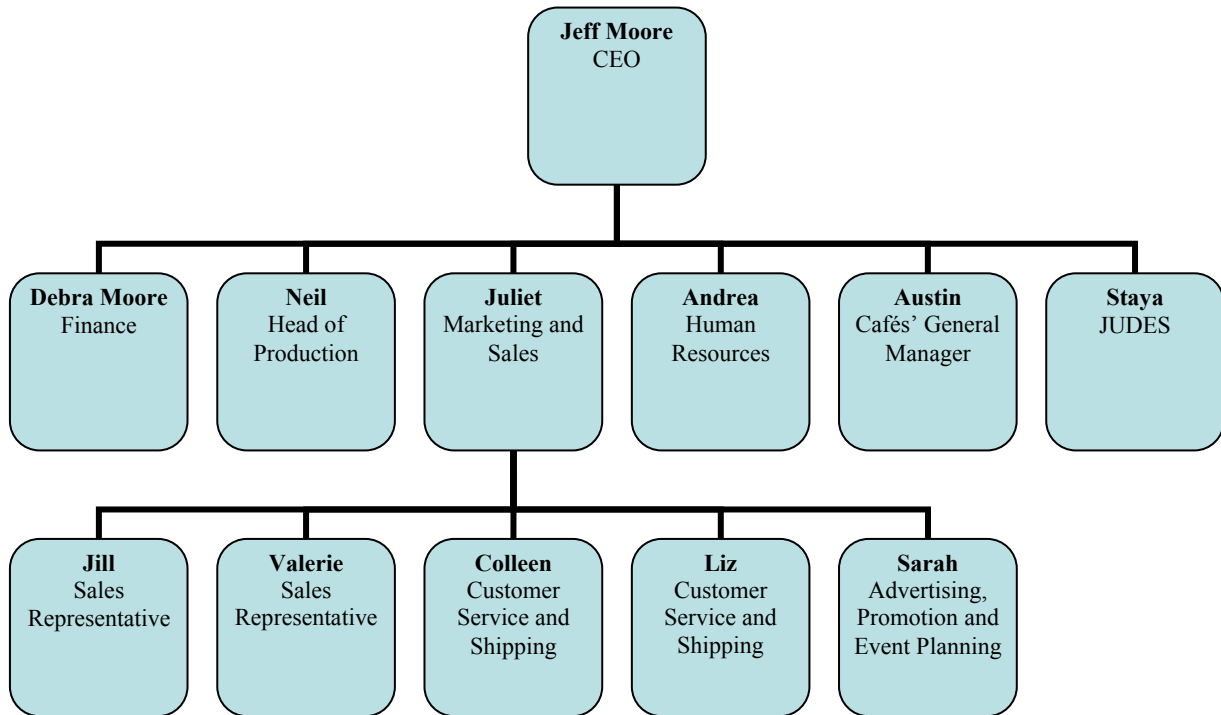 Jeff Moore
CEO
Debra Moore
Finance
Neil
Head of
Production
Juliet
Marketing and
Sales
Andrea
Human
Resources
Austin
Cafés’ General
Manager
Staya
JUDES
Jill
Sales
Representative
Valerie
Sales
Representative
Colleen
Customer
Service and
Shipping
Liz
Customer
Service and
Shipping
Sarah
Advertising,
Promotion and
Event Planning